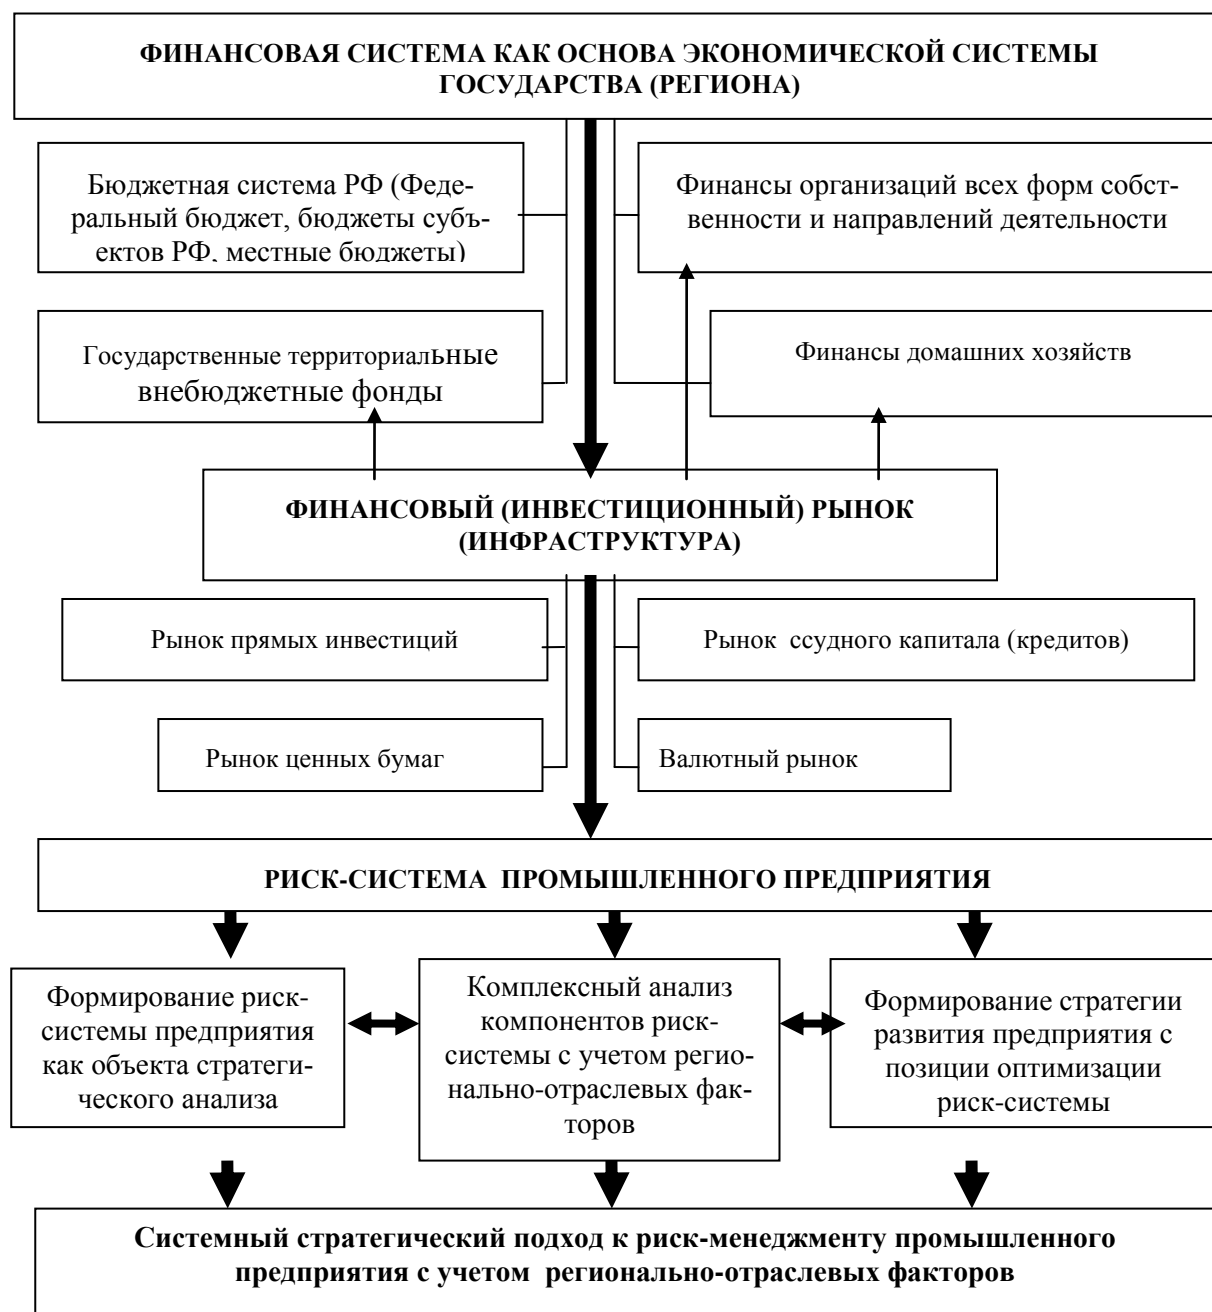 ФИНАНСОВАЯ СИСТЕМА КАК ОСНОВА ЭКОНОМИЧЕСКОЙ СИСТЕМЫ
ГОСУДАРСТВА (РЕГИОНА)
Бюджетная система РФ (Феде-
ральный бюджет, бюджеты субъ-
ектов РФ, местные бюджеты)
Финансы организаций всех форм собст-
венности и направлений деятельности
Государственные территориальные
внебюджетные фонды
Финансы домашних хозяйств
ФИНАНСОВЫЙ (ИНВЕСТИЦИОННЫЙ) РЫНОК
(ИНФРАСТРУКТУРА)
Рынок прямых инвестиций
Рынок ссудного капитала (кредитов)
Рынок ценных бумаг
Валютный рынок
РИСК-СИСТЕМА ПРОМЫШЛЕННОГО ПРЕДПРИЯТИЯ
Формирование риск-
системы предприятия
как объекта стратеги-
ческого анализа
Комплексный анализ
компонентов риск-
системы с учетом регио-
нально-отраслевых фак-
торов
Формирование стратегии
развития предприятия с
позиции оптимизации
риск-системы
Системный стратегический подход к риск-менеджменту промышленного
предприятия с учетом регионально-отраслевых факторов